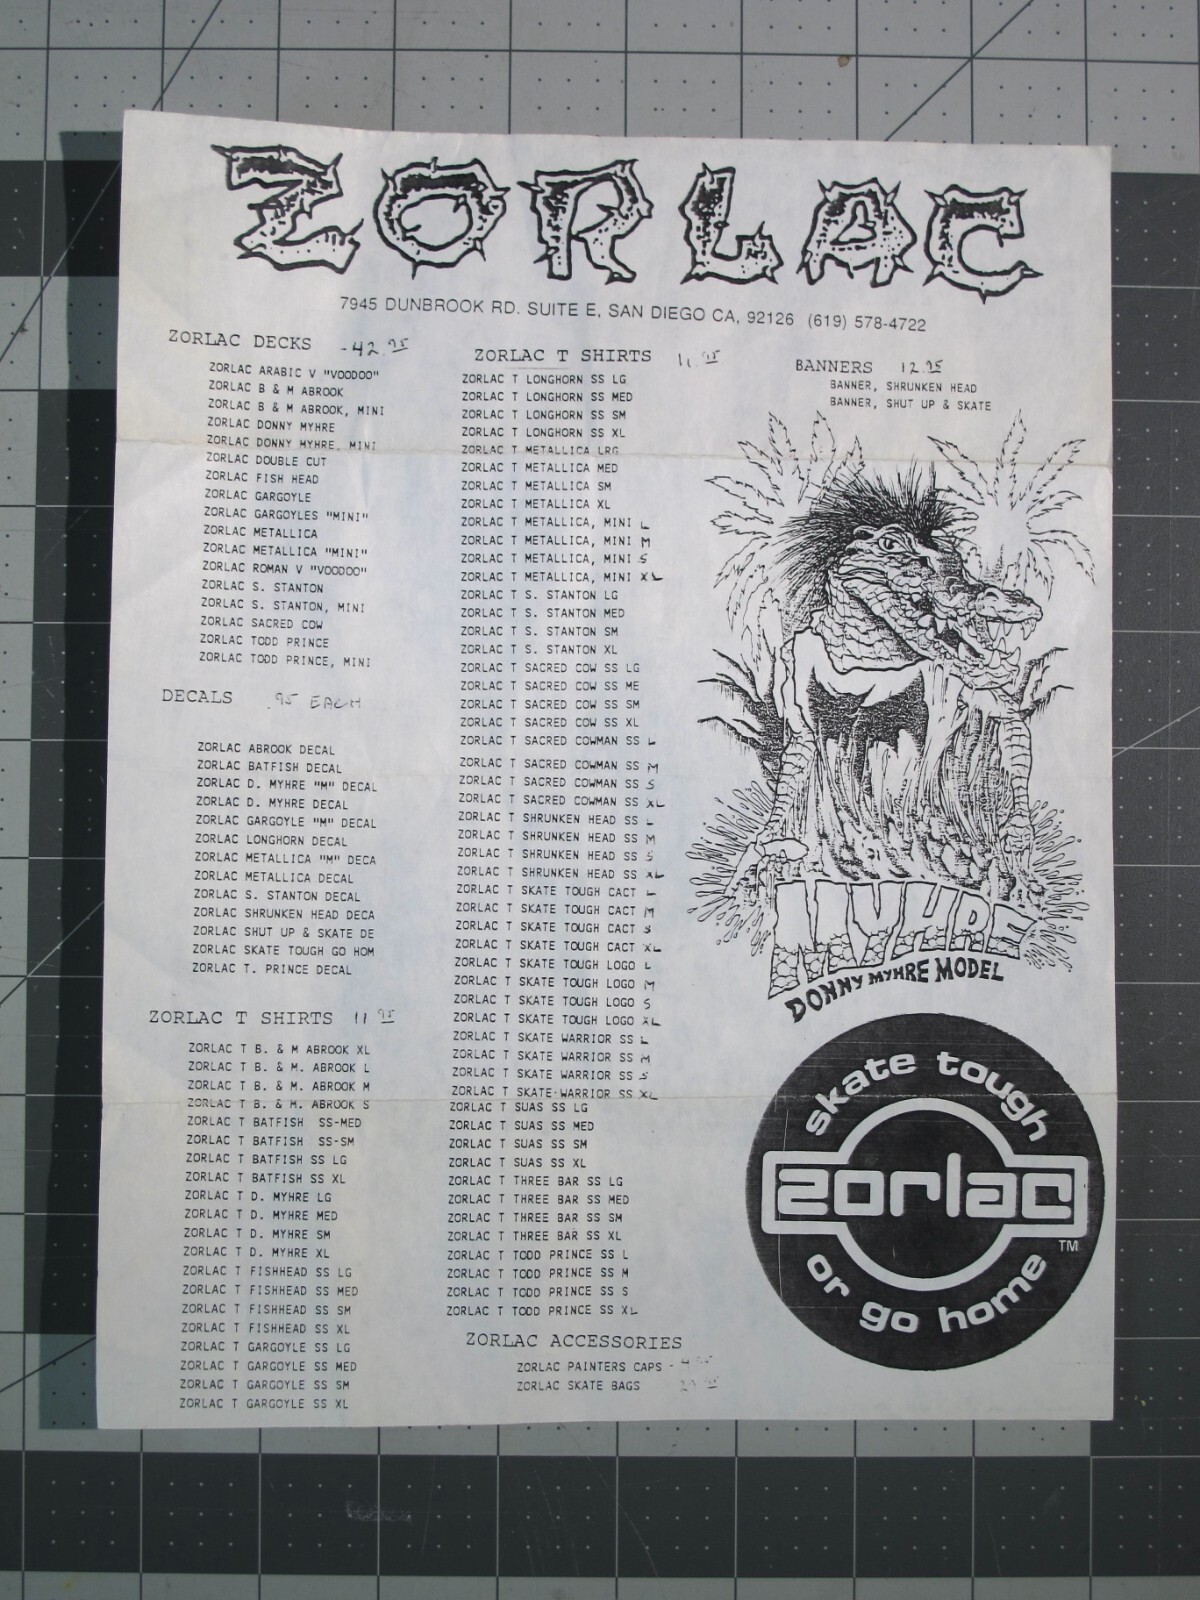 ZORLAC
7945 DUNBROOK RD. SUITE E, SAN DIEGO CA, 92126 (619) 578-4722
ZORLAC DECKS -42.95
ZORLAC ARABIC V "VOODOO"
ZORLAC B & M ABROOK
ZORLAC B & M ABROOK, MINI
ZORLAC DONNY MYHRE
ZORLAC DONNY MYHRE, MINI
ZORLAC DOUBLE CUT
ZORLAC FISH HEAD
ZORLAC GARGOYLE
ZORLAC GARGOYLES "MINI"
ZORLAC METALLICA
ZORLAC METALLICA "MINI"
ZORLAC ROMAN V "VOODOO"
ZORLAC S. STANTON
ZORLAC S. STANTON, MINI
ZORLAC SACRED COW
ZORLAC TODD PRINCE
ZORLAC TODD PRINCE, MINI
DECALS .95 EACH
ZORLAC ABROOK DECAL
ZORLAC BATFISH DECAL
ZORLAC D. MYHRE "M" DECAL
ZORLAC D. MYHRE DECAL
ZORLAC GARGOYLE "M" DECAL
ZORLAC LONGHORN DECAL
ZORLAC METALLICA "M" DECA
ZORLAC METALLICA DECAL
ZORLAC S. STANTON DECAL
ZORLAC SHRUNKEN HEAD DECA
ZORLAC SHUT UP & SKATE DE
ZORLAC SKATE TOUGH GO HOM
ZORLAC T. PRINCE DECAL
ZORLAC T SHIRTS 11.95
ZORLAC T B. & M ABROOK XL
ZORLAC T B. & M. ABROOK L
ZORLAC T B. & M. ABROOK M
ZORLAC T B. & M. ABROOK S
ZORLAC T BATFISH SS-MED
ZORLAC T BATFISH SS-SM
ZORLAC T BATFISH SS LG
ZORLAC T BATFISH SS XL
ZORLAC T D. MYHRE LG
ZORLAC T D. MYHRE MED
ZORLAC T D. MYHRE SM
ZORLAC T D. MYHRE XL
ZORLAC T FISHHEAD SS LG
ZORLAC T FISHHEAD SS MED
ZORLAC T FISHHEAD SS SM
ZORLAC T FISHHEAD SS XL
ZORLAC T GARGOYLE SS LG
ZORLAC T GARGOYLE SS MED
ZORLAC T GARGOYLE SS SM
ZORLAC T GARGOYLE SS XL
ZORLAC T SHIRTS 11.95
ZORLAC T LONGHORN SS LG
ZORLAC T LONGHORN SS MED
ZORLAC T LONGHORN SS SM
ZORLAC T LONGHORN SS XL
ZORLAC T METALLICA LRG
ZORLAC T METALLICA MED
ZORLAC T METALLICA SM
ZORLAC T METALLICA XL
ZORLAC T METALLICA, MINI L
ZORLAC T METALLICA, MINI M
ZORLAC T METALLICA, MINI S
ZORLAC T METALLICA, MINI XL
ZORLAC T S. STANTON LG
ZORLAC T S. STANTON MED
ZORLAC T S. STANTON SM
ZORLAC T S. STANTON XL
ZORLAC T SACRED COW SS LG
ZORLAC T SACRED COW SS ME
ZORLAC T SACRED COW SS SM
ZORLAC T SACRED COW SS XL
ZORLAC T SACRED COWMAN SS L
ZORLAC T SACRED COWMAN SS M
ZORLAC T SACRED COWMAN SS S
ZORLAC T SACRED COWMAN SS XL
ZORLAC T SHRUNKEN HEAD SS L
ZORLAC T SHRUNKEN HEAD SS M
ZORLAC T SHRUNKEN HEAD SS S
ZORLAC T SHRUNKEN HEAD SS XL
ZORLAC T SKATE TOUGH CACT L
ZORLAC T SKATE TOUGH CACT M
ZORLAC T SKATE TOUGH CACT S
ZORLAC T SKATE TOUGH CACT XL
ZORLAC T SKATE TOUGH LOGO L
ZORLAC T SKATE TOUGH LOGO M
ZORLAC T SKATE TOUGH LOGO S
ZORLAC T SKATE TOUGH LOGO XL
ZORLAC T SKATE WARRIOR SS L
ZORLAC T SKATE WARRIOR SS M
ZORLAC T SKATE WARRIOR SS S
ZORLAC T SKATE WARRIOR SS XL
ZORLAC T SUAS SS LG
ZORLAC T SUAS SS MED
ZORLAC T SUAS SS SM
ZORLAC T SUAS SS XL
ZORLAC T THREE BAR SS LG
ZORLAC T THREE BAR SS MED
ZORLAC T THREE BAR SS SM
ZORLAC T THREE BAR SS XL
ZORLAC T TODD PRINCE SS L
ZORLAC T TODD PRINCE SS M
ZORLAC T TODD PRINCE SS S
ZORLAC T TODD PRINCE SS XL
ZORLAC ACCESSORIES
ZORLAC PAINTERS CAPS -
ZORLAC SKATE BAGS
BANNERS 12.95
BANNER, SHRUNKEN HEAD
BANNER, SHUT UP & SKATE
MYHRE
DONNY MYHRE MODEL
skate tough
zorlac
TM
or go home